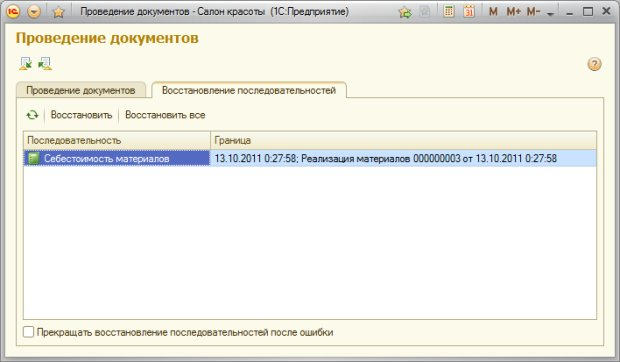 Проведение документов - Салон красоты (1С:Предприятие)
M M+ M-
Проведение документов
Проведение документов Восстановление последовательностей
Восстановить Восстановить все
Последовательность Граница
Себестоимость материалов 13.10.2011 0:27:58; Реализация материалов 000000003 от 13.10.2011 0:27:58
Прекращать восстановление последовательностей после ошибки